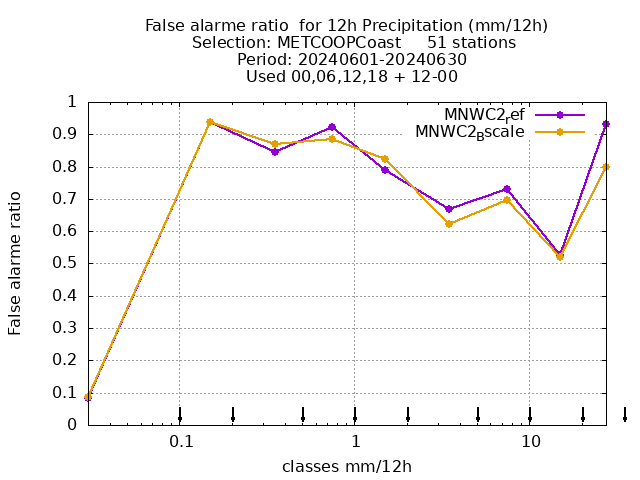 False alarme ratio  for 12h Precipitation (mm/12h)
Selection: METCOOPCoast     51 stations
Period: 20240601-20240630
Used 00,06,12,18 + 12-00
MNWC2ref
MNWC2Bscale
1
0.9
0.8
0.7
0.6
0.5
0.4
0.3
0.2
0.1
0
False alarme ratio
0.1 1 10
classes mm/12h